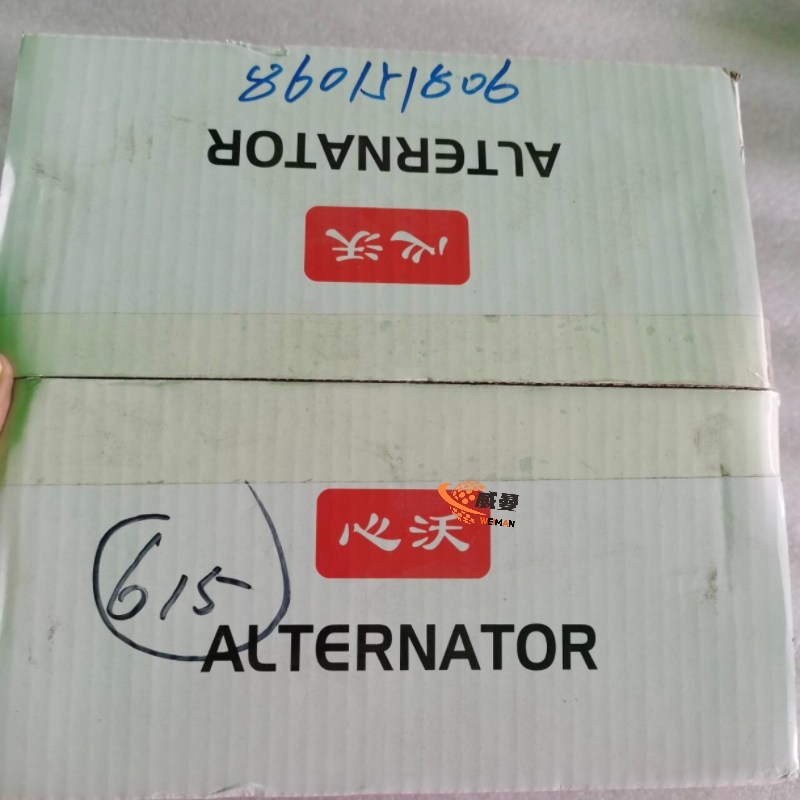 860151806
ALTERNATOR
心沃
心沃
威曼
WEMAN
615
ALTERNATOR